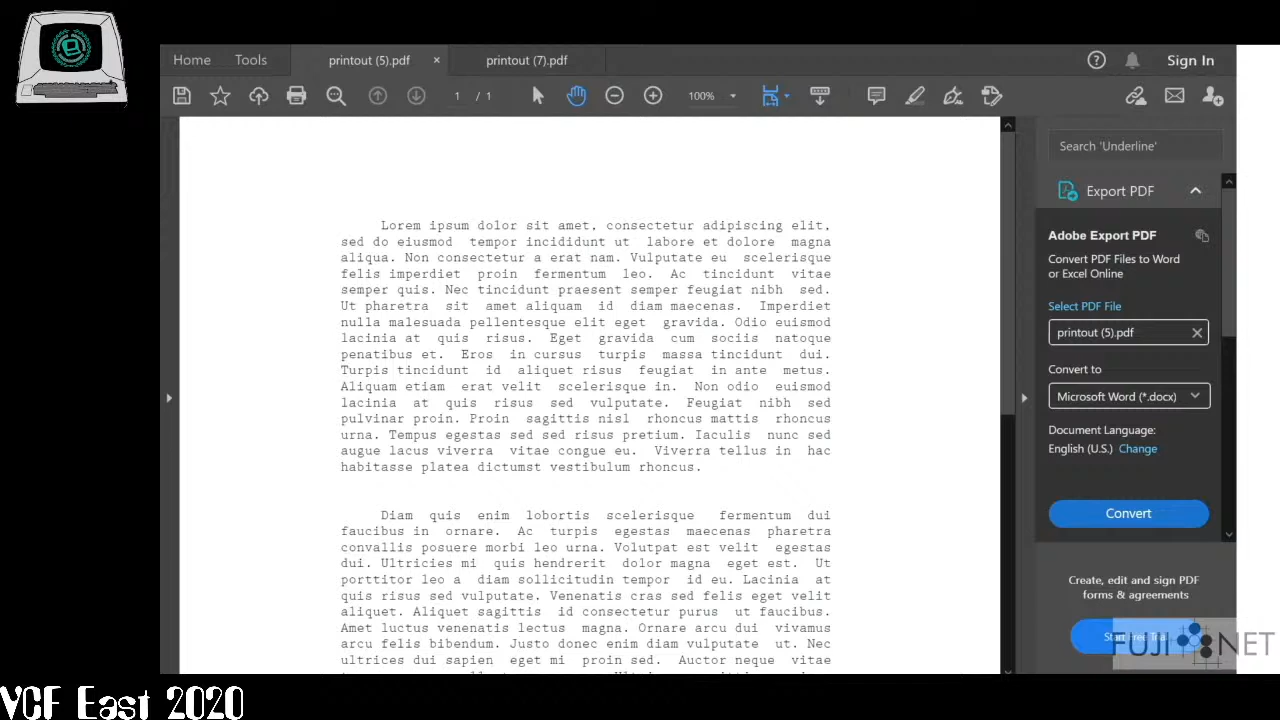 Home Tools printout (5).pdf × printout (7).pdf Sign In
1 / 1 100%
Search 'Underline'
Export PDF
Adobe Export PDF
Convert PDF Files to Word
or Excel Online
Select PDF File
printout (5).pdf
Convert to
Microsoft Word (*.docx)
Document Language:
English (U.S.) Change
Convert
Create, edit and sign PDF
forms & agreements
Start Free Trial
FUJINET
Lorem ipsum dolor sit amet, consectetur adipiscing elit,
sed do eiusmod tempor incididunt ut labore et dolore magna
aliqua. Non consectetur a erat nam. Vulputate eu scelerisque
felis imperdiet proin fermentum leo. Ac tincidunt vitae
semper quis. Nec tincidunt praesent semper feugiat nibh sed.
Ut pharetra sit amet aliquam id diam maecenas. Imperdiet
nulla malesuada pellentesque elit eget gravida. Odio euismod
lacinia at quis risus. Eget gravida cum sociis natoque
penatibus et. Eros in cursus turpis massa tincidunt dui.
Turpis tincidunt id aliquet risus feugiat in ante metus.
Aliquam etiam erat velit scelerisque in. Non odio euismod
lacinia at quis risus sed vulputate. Feugiat nibh sed
pulvinar proin. Proin sagittis nisl rhoncus mattis rhoncus
urna. Tempus egestas sed sed risus pretium. Iaculis nunc sed
augue lacus viverra vitae congue eu. Viverra tellus in hac
habitasse platea dictumst vestibulum rhoncus.
Diam quis enim lobortis scelerisque fermentum dui
faucibus in ornare. Ac turpis egestas maecenas pharetra
convallis posuere morbi leo urna. Volutpat est velit egestas
dui. Ultricies mi quis hendrerit dolor magna eget est. Ut
porttitor leo a diam sollicitudin tempor id eu. Lacinia at
quis risus sed vulputate. Venenatis cras sed felis eget velit
aliquet. Aliquet sagittis id consectetur purus ut faucibus.
Amet luctus venenatis lectus magna. Ornare arcu dui vivamus
arcu felis bibendum. Justo donec enim diam vulputate ut. Nec
ultrices dui sapien eget mi proin sed. Auctor neque vitae
VCF East 2020